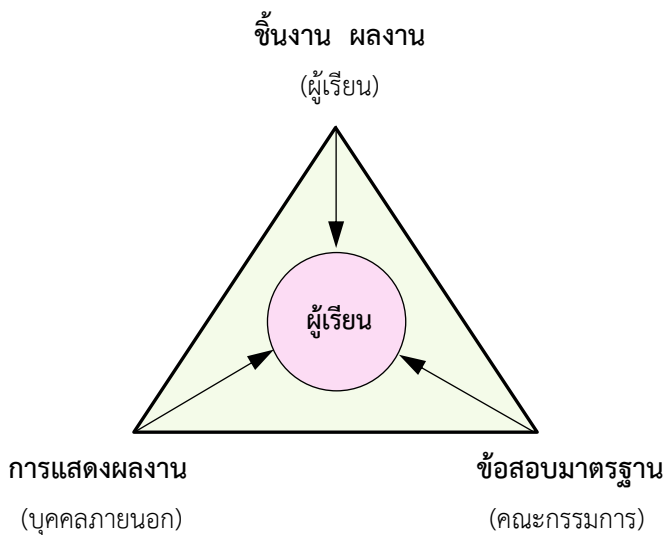 ชิ้นงาน ผลงาน
(ผู้เรียน)
ผู้เรียน
การแสดงผลงาน
(บุคคลภายนอก)
ข้อสอบมาตรฐาน
(คณะกรรมการ)